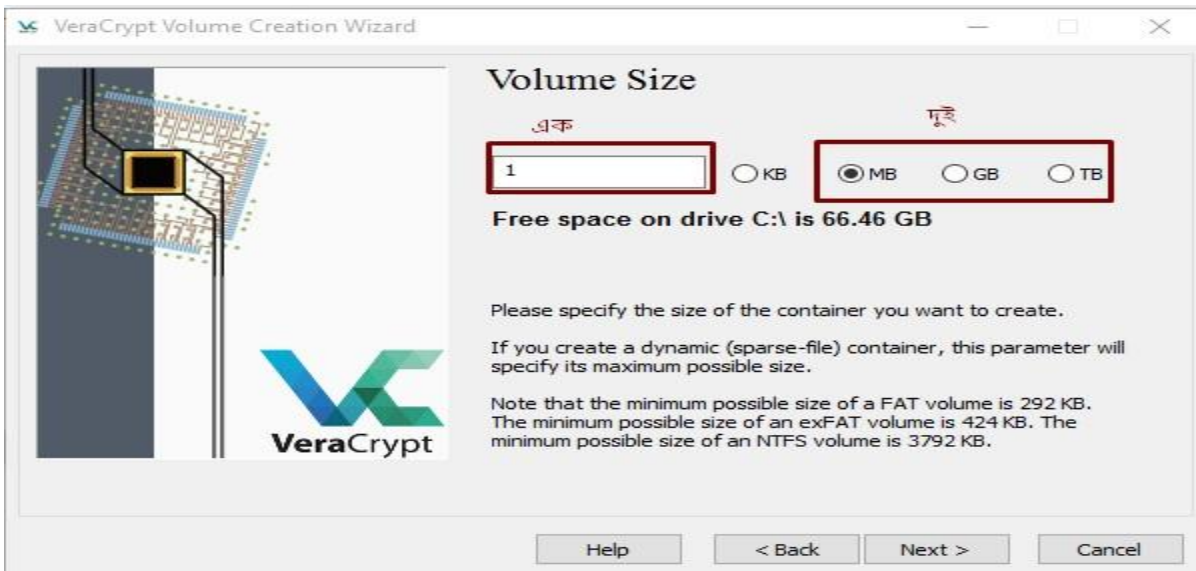 VeraCrypt Volume Creation Wizard
Volume Size
এক
দুই
1 KB MB GB TB
Free space on drive C:\ is 66.46 GB
Please specify the size of the container you want to create.
If you create a dynamic (sparse-file) container, this parameter will
specify its maximum possible size.
Note that the minimum possible size of a FAT volume is 292 KB.
The minimum possible size of an exFAT volume is 424 KB. The
minimum possible size of an NTFS volume is 3792 KB.
VeraCrypt
Help < Back Next > Cancel